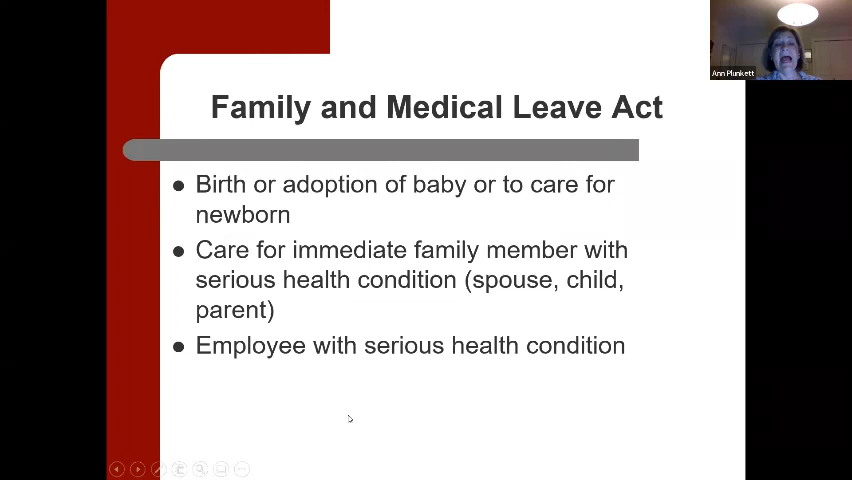 Ann Plunkett
Family and Medical Leave Act
Birth or adoption of baby or to care for
newborn
Care for immediate family member with
serious health condition (spouse, child,
parent)
Employee with serious health condition